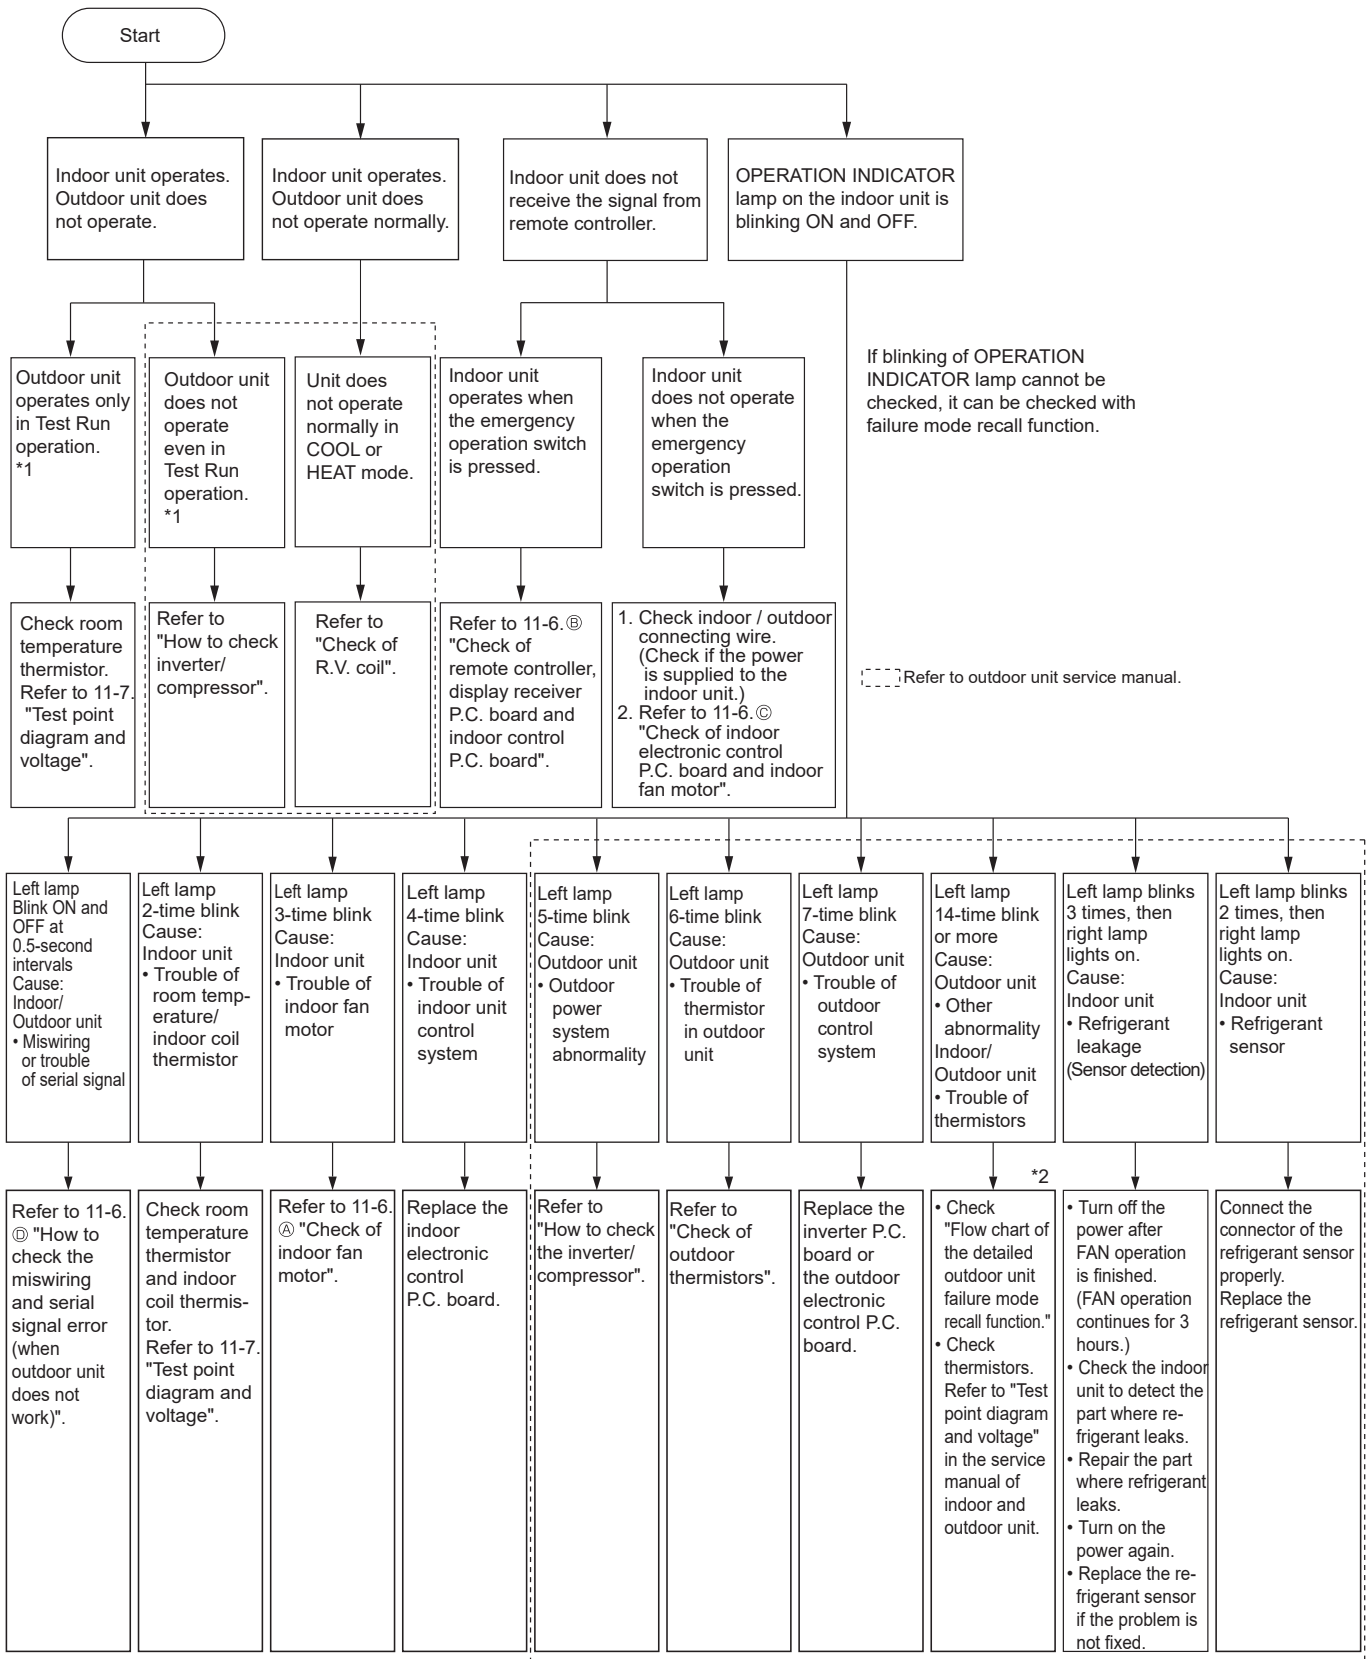 Start
Indoor unit operates.
Outdoor unit does
not operate.
Indoor unit operates.
Outdoor unit does
not operate normally.
Indoor unit does not
receive the signal from
remote controller.
OPERATION INDICATOR
lamp on the indoor unit is
blinking ON and OFF.
Outdoor unit
operates only
in Test Run
operation.
*1
Outdoor unit
does not
operate
even in
Test Run
operation.
*1
Unit does
not operate
normally in
COOL or
HEAT mode.
Indoor unit
operates when
the emergency
operation switch
is pressed.
Indoor unit
does not operate
when the
emergency
operation
switch is pressed.
If blinking of OPERATION
INDICATOR lamp cannot be
checked, it can be checked with
failure mode recall function.
Check room
temperature
thermistor.
Refer to 11-7.
"Test point
diagram and
voltage".
Refer to
"How to check
inverter/
compressor".
Refer to
"Check of
R.V. coil".
Refer to 11-6. Ⓑ
"Check of
remote controller,
display receiver
P.C. board and
indoor control
P.C. board".
1. Check indoor / outdoor
connecting wire.
(Check if the power
is supplied to the
indoor unit.)
2. Refer to 11-6. Ⓒ
"Check of indoor
electronic control
P.C. board and indoor
fan motor".
Refer to outdoor unit service manual.
Left lamp
Blink ON and
OFF at
0.5-second
intervals
Cause:
Indoor/
Outdoor unit
• Miswiring
or trouble
of serial signal
Left lamp
2-time blink
Cause:
Indoor unit
• Trouble of
room temp-
erature/
indoor coil
thermistor
Left lamp
3-time blink
Cause:
Indoor unit
• Trouble of
indoor fan
motor
Left lamp
4-time blink
Cause:
Indoor unit
• Trouble of
indoor unit
control
system
Left lamp
5-time blink
Cause:
Outdoor unit
• Outdoor
power
system
abnormality
Left lamp
6-time blink
Cause:
Outdoor unit
• Trouble of
thermistor
in outdoor
unit
Left lamp
7-time blink
Cause:
Outdoor unit
• Trouble of
outdoor
control
system
Left lamp
14-time blink
or more
Cause:
Outdoor unit
• Other
abnormality
Indoor/
Outdoor unit
• Trouble of
thermistors
Left lamp blinks
3 times, then
right lamp
lights on.
Cause:
Indoor unit
• Refrigerant
leakage
(Sensor detection)
Left lamp blinks
2 times, then
right lamp
lights on.
Cause:
Indoor unit
• Refrigerant
sensor
*2
Refer to 11-6.
Ⓓ "How to
check the
miswiring
and serial
signal error
(when
outdoor unit
does not
work)".
Check room
temperature
thermistor
and indoor
coil thermis-
tor.
Refer to 11-7.
"Test point
diagram and
voltage".
Refer to 11-6.
Ⓐ "Check of
indoor fan
motor".
Replace the
indoor
electronic
control
P.C. board.
Refer to
"How to check
the inverter/
compressor".
Refer to
"Check of
outdoor
thermistors".
Replace the
inverter P.C.
board or
the outdoor
electronic
control P.C.
board.
• Check
"Flow chart of
the detailed
outdoor unit
failure mode
recall function."
• Check
thermistors.
Refer to "Test
point diagram
and voltage"
in the service
manual of
indoor and
outdoor unit.
• Turn off the
power after
FAN operation
is finished.
(FAN operation
continues for 3
hours.)
• Check the indoor
unit to detect the
part where re-
frigerant leaks.
• Repair the part
where refrigerant
leaks.
• Turn on the
power again.
• Replace the re-
frigerant sensor
if the problem is
not fixed.
Connect the
connector of the
refrigerant sensor
properly.
Replace the
refrigerant sensor.